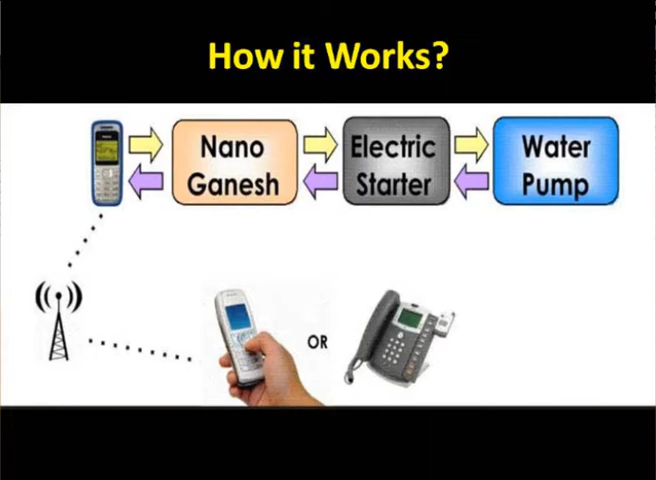 How it Works?
Nano
Ganesh
Electric
Starter
Water
Pump
OR